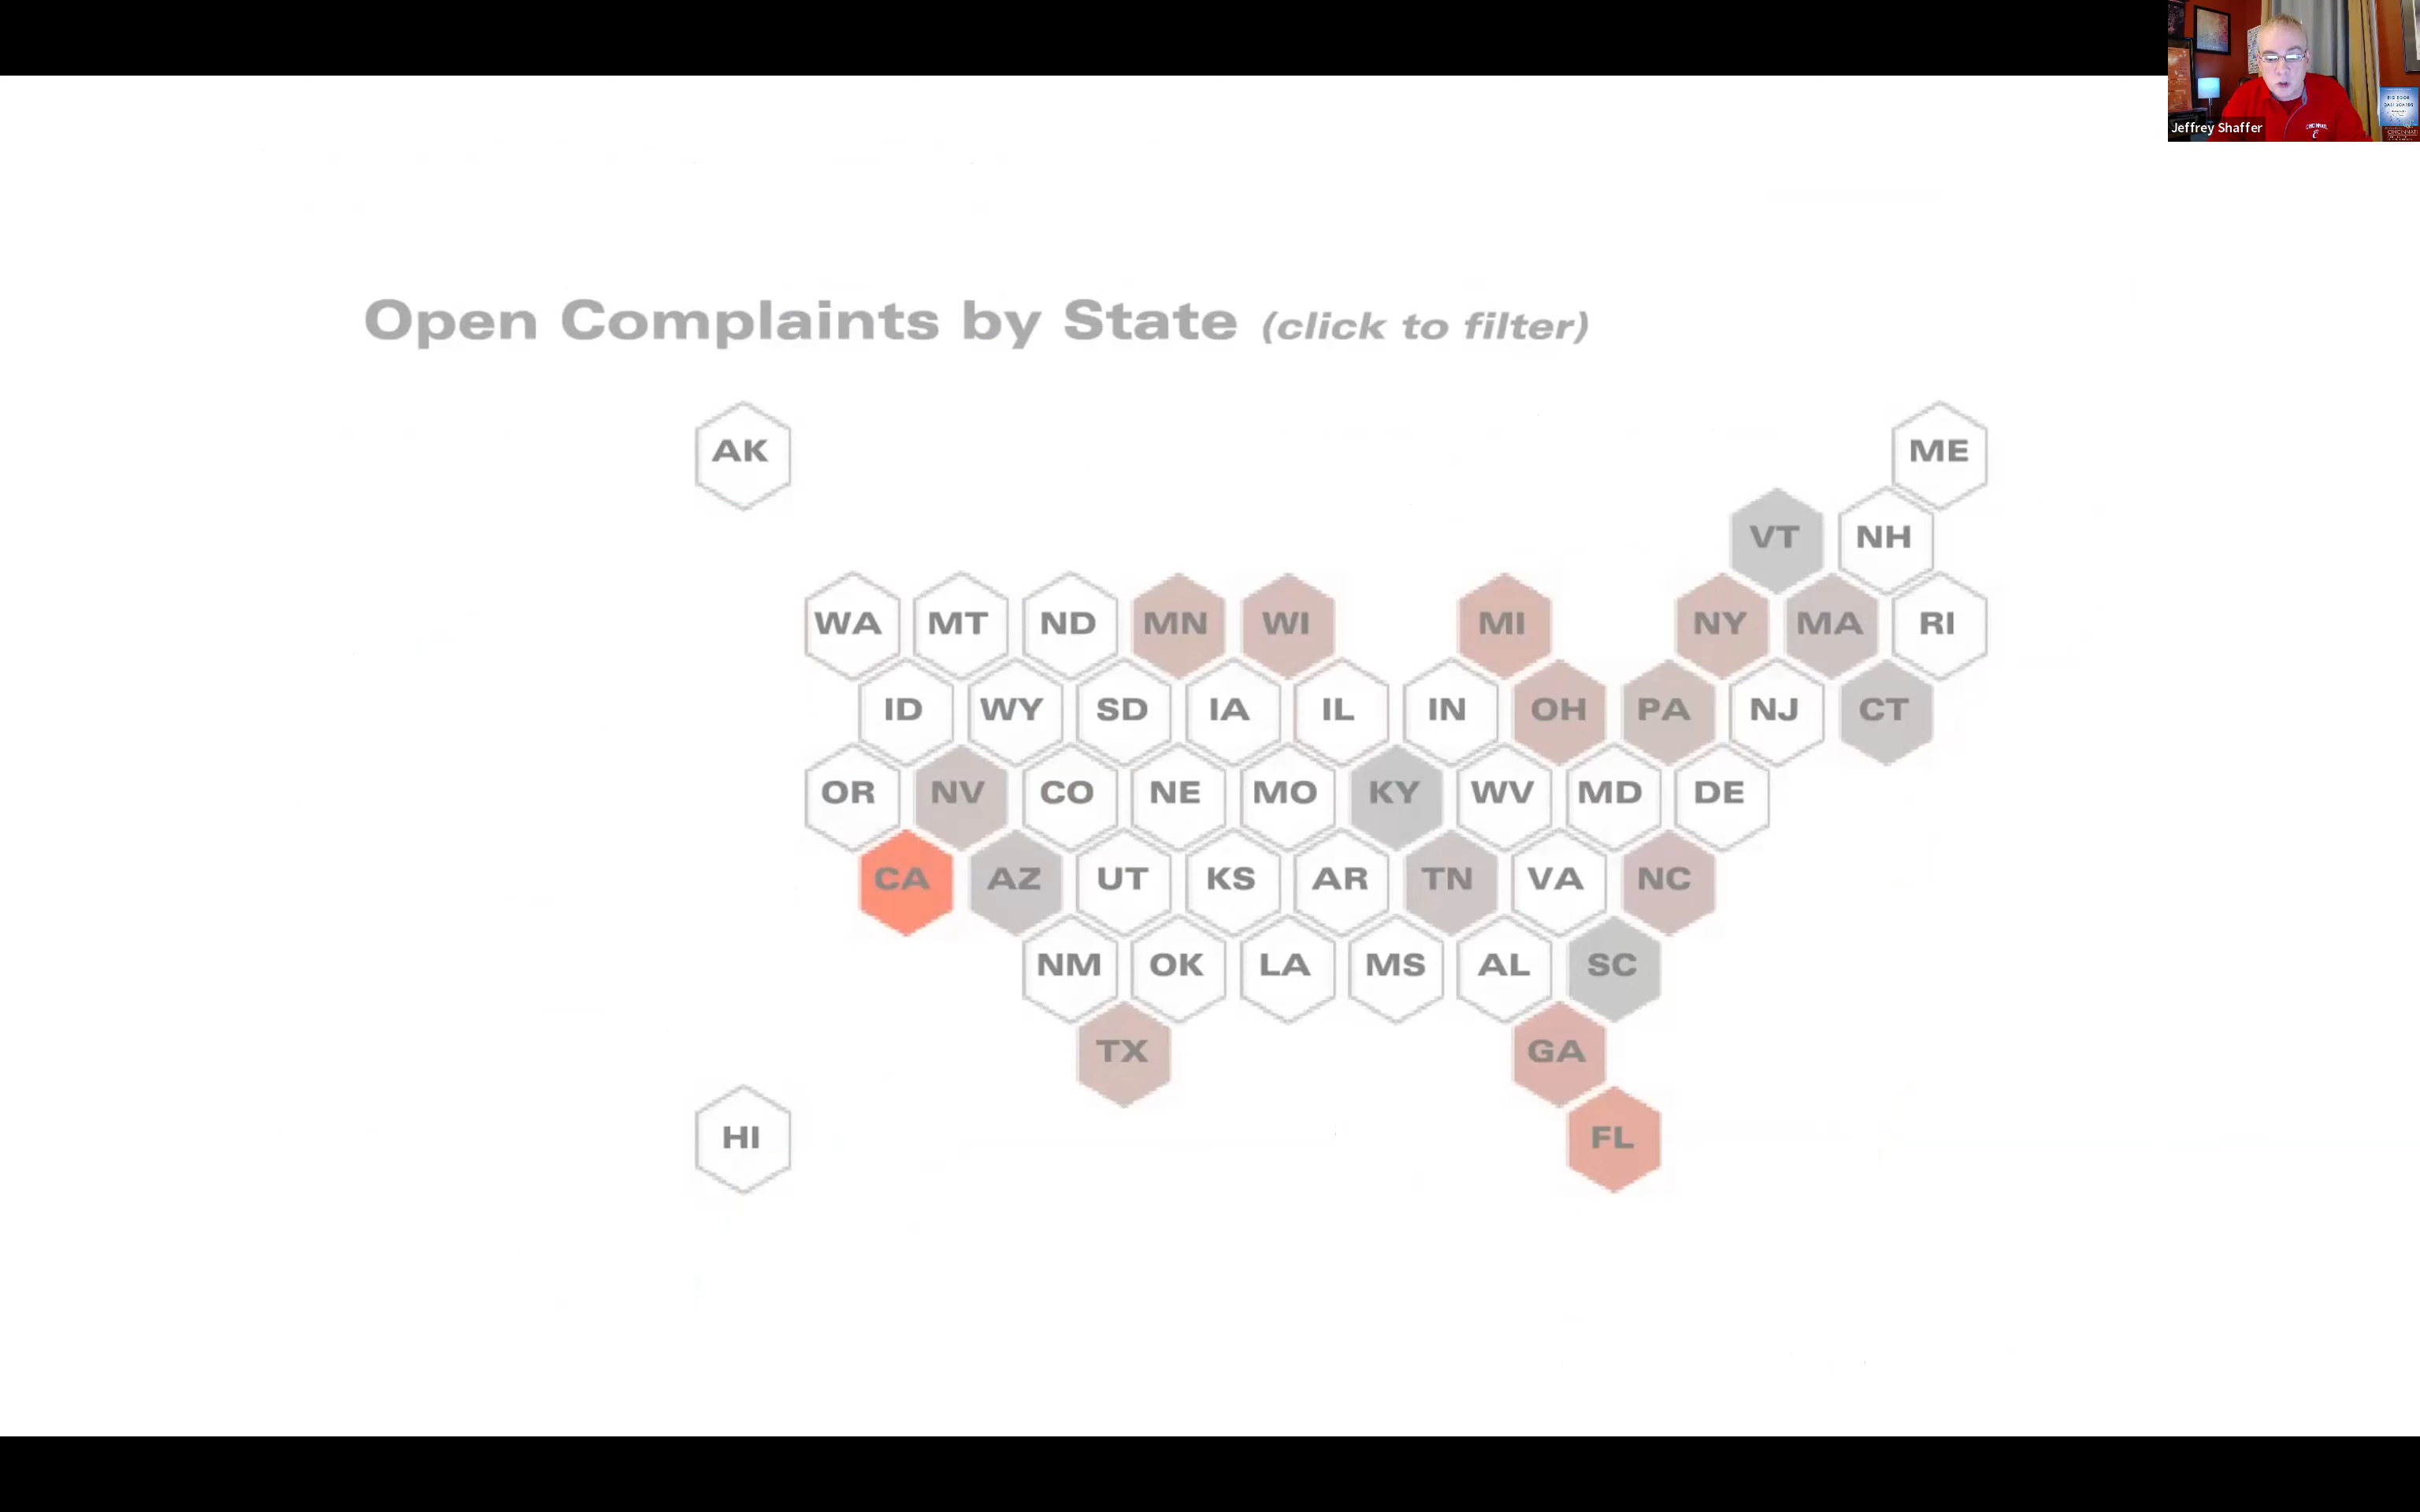 Jeffrey Shaffer
Open Complaints by State (click to filter)
AK ME
VT NH
WA MT ND MN WI MI NY MA RI
ID WY SD IA IL IN OH PA NJ CT
OR NV CO NE MO KY WV MD DE
CA AZ UT KS AR TN VA NC
NM OK LA MS AL SC
TX GA
HI FL